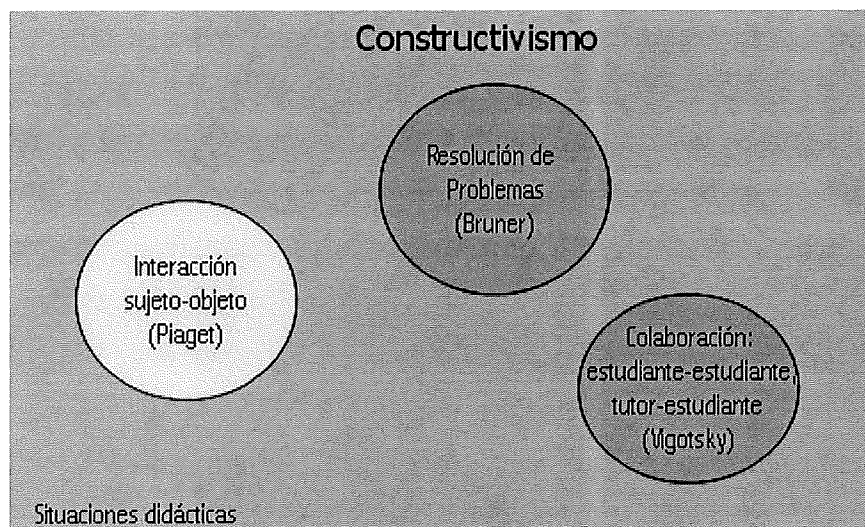 Constructivismo
Resolución de
Problemas
(Bruner)
Interacción
sujeto-objeto
(Piaget)
Colaboración:
estudiante-estudiante,
tutor-estudiante
(Vigotsky)
Situaciones didácticas